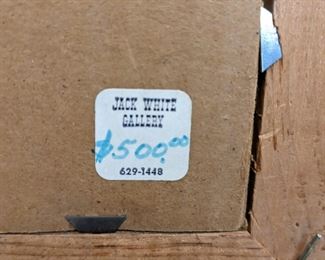 JACK WHITE
GALLERY
$500.00
629-1448